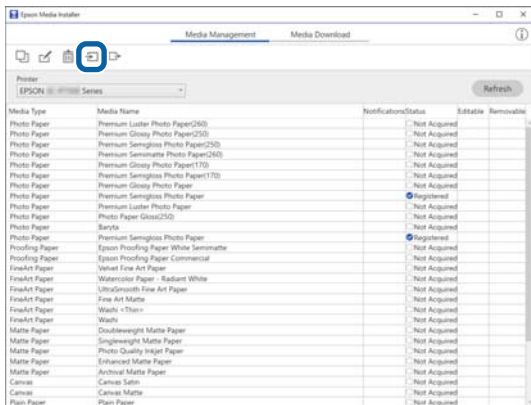 Epson Media Installer
Media Management Media Download
Printer
EPSON Series
Refresh
Media Type Media Name Notifications Status Editable Removable
Photo Paper Premium Luster Photo Paper(260) Not Acquired
Photo Paper Premium Glossy Photo Paper(250) Not Acquired
Photo Paper Premium Semigloss Photo Paper(250) Not Acquired
Photo Paper Premium Semimatte Photo Paper(260) Not Acquired
Photo Paper Premium Glossy Photo Paper(170) Not Acquired
Photo Paper Premium Semigloss Photo Paper(170) Not Acquired
Photo Paper Premium Glossy Photo Paper Not Acquired
Photo Paper Premium Semigloss Photo Paper Registered
Photo Paper Premium Luster Photo Paper Not Acquired
Photo Paper Photo Paper Gloss(250) Not Acquired
Photo Paper Baryta Not Acquired
Photo Paper Premium Semigloss Photo Paper Registered
Proofing Paper Epson Proofing Paper White Semimatte Not Acquired
Proofing Paper Epson Proofing Paper Commercial Not Acquired
FineArt Paper Velvet Fine Art Paper Not Acquired
FineArt Paper Watercolor Paper - Radiant White Not Acquired
FineArt Paper UltraSmooth Fine Art Paper Not Acquired
FineArt Paper Fine Art Matte Not Acquired
FineArt Paper Washi <Thin> Not Acquired
FineArt Paper Washi Not Acquired
Matte Paper Doubleweight Matte Paper Not Acquired
Matte Paper Singleweight Matte Paper Not Acquired
Matte Paper Photo Quality Inkjet Paper Not Acquired
Matte Paper Enhanced Matte Paper Not Acquired
Matte Paper Archival Matte Paper Not Acquired
Canvas Canvas Satin Not Acquired
Canvas Canvas Matte Not Acquired
Plain Paper Plain Paper Not Acquired